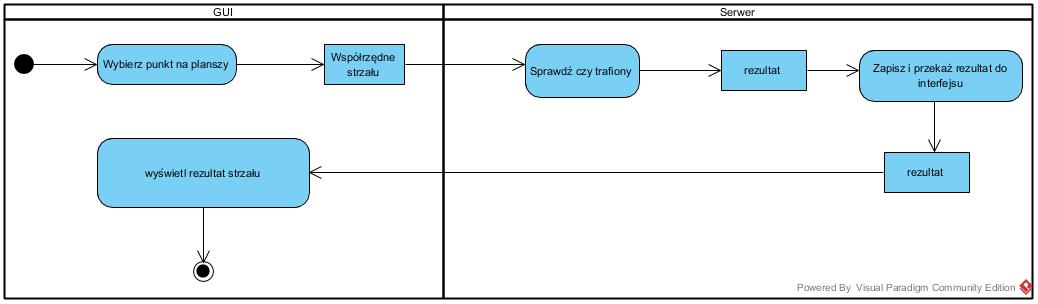 GUI
Serwer
Wybierz punkt na planszy
Współrzędne
strzału
Sprawdź czy trafiony
rezultat
Zapisz i przekaż rezultat do
interfejsu
wyświetl rezultat strzału
rezultat
Powered By Visual Paradigm Community Edition